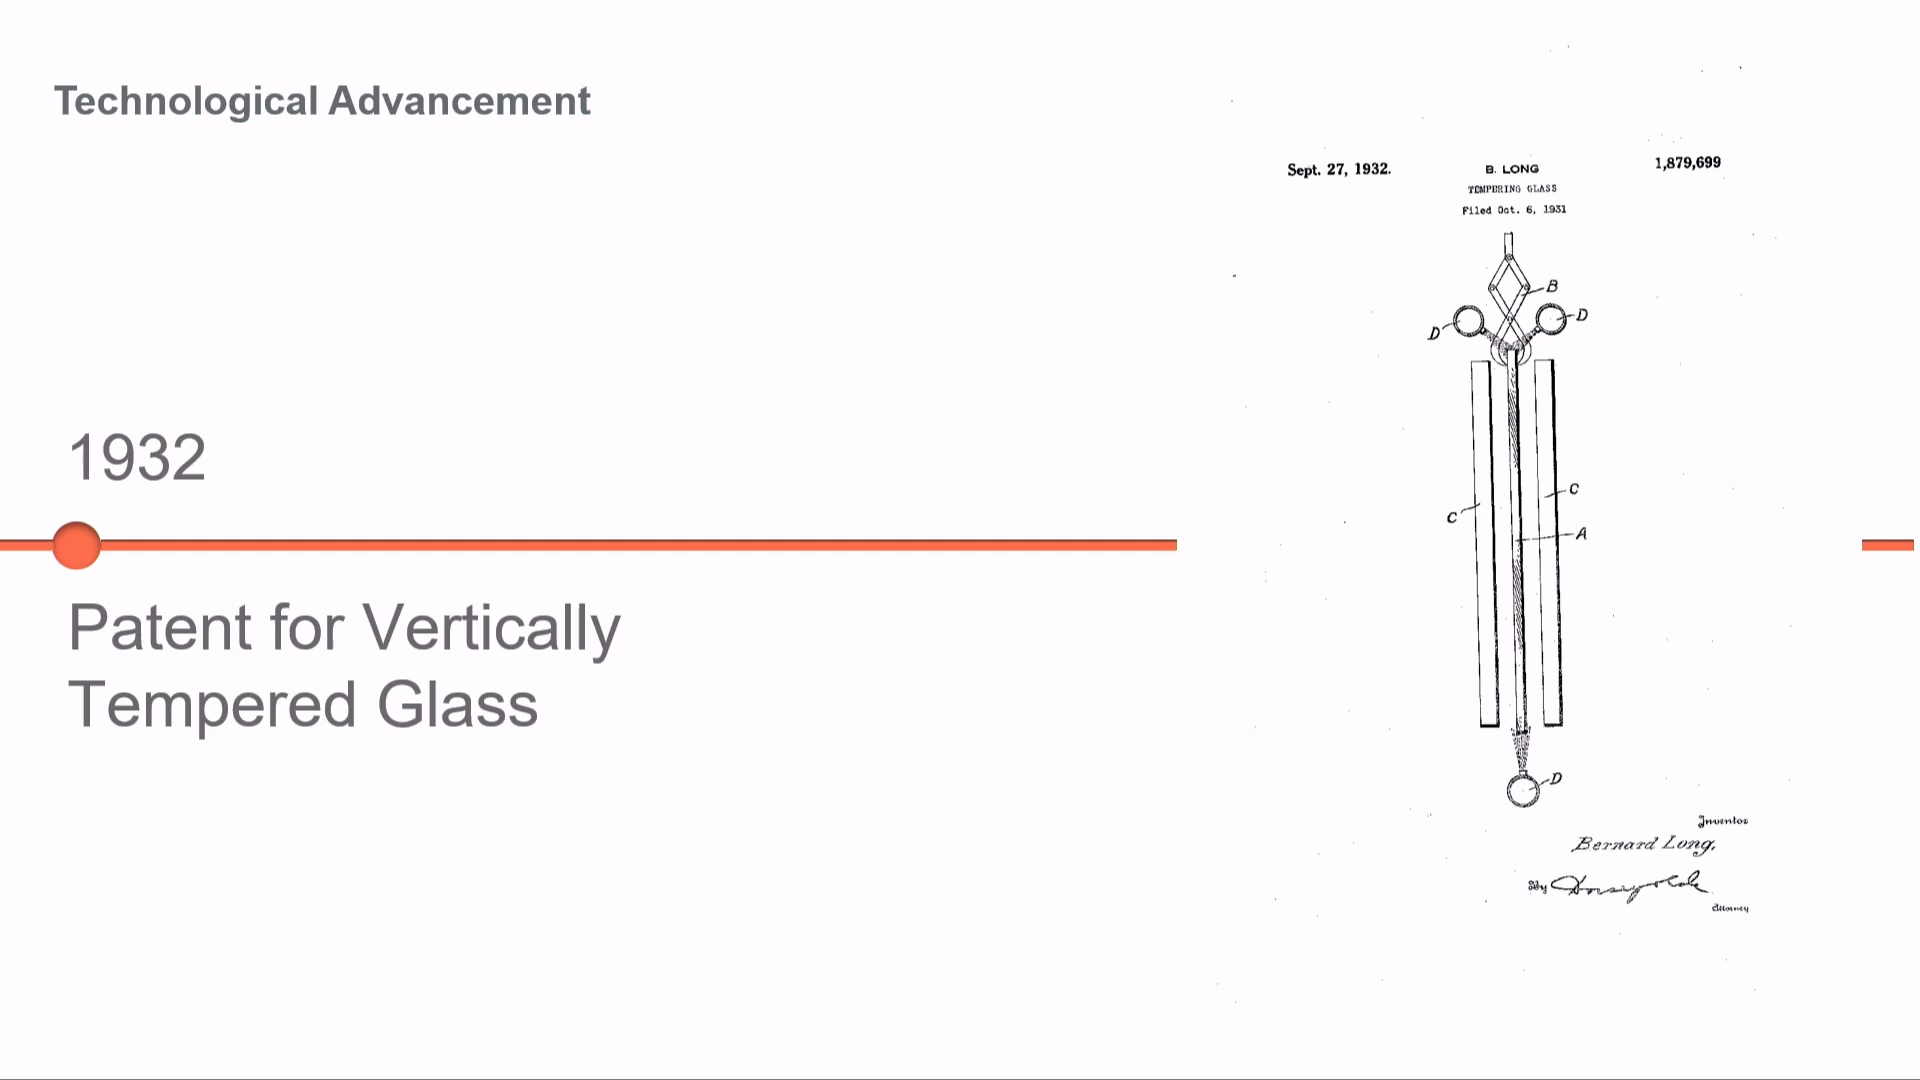 Technological Advancement
Sept. 27, 1932.
B. LONG
1,879,699
TEMPERING GLASS
Filed Oct. 6, 1931
B
D
D
1932
C
C
A
Patent for Vertically
Tempered Glass
D
Inventor
Bernard Long,
By
Attorney